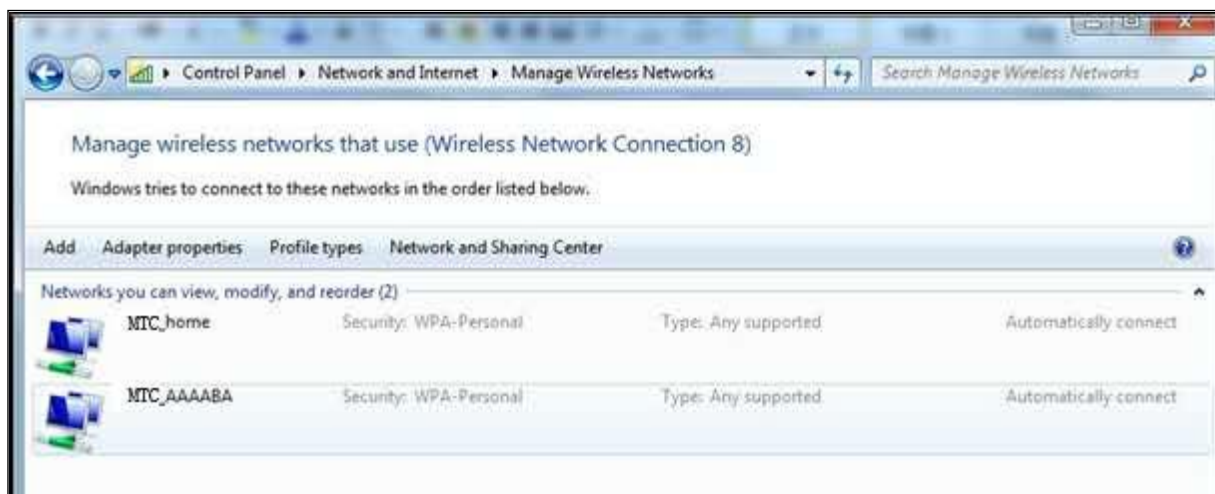 Control Panel ▸ Network and Internet ▸ Manage Wireless Networks Search Manage Wireless Networks
Manage wireless networks that use (Wireless Network Connection 8)
Windows tries to connect to these networks in the order listed below.
Add Adapter properties Profile types Network and Sharing Center
Networks you can view, modify, and reorder (2)
MTC_home Security: WPA-Personal Type: Any supported Automatically connect
MTC_AAAABA Security: WPA-Personal Type: Any supported Automatically connect